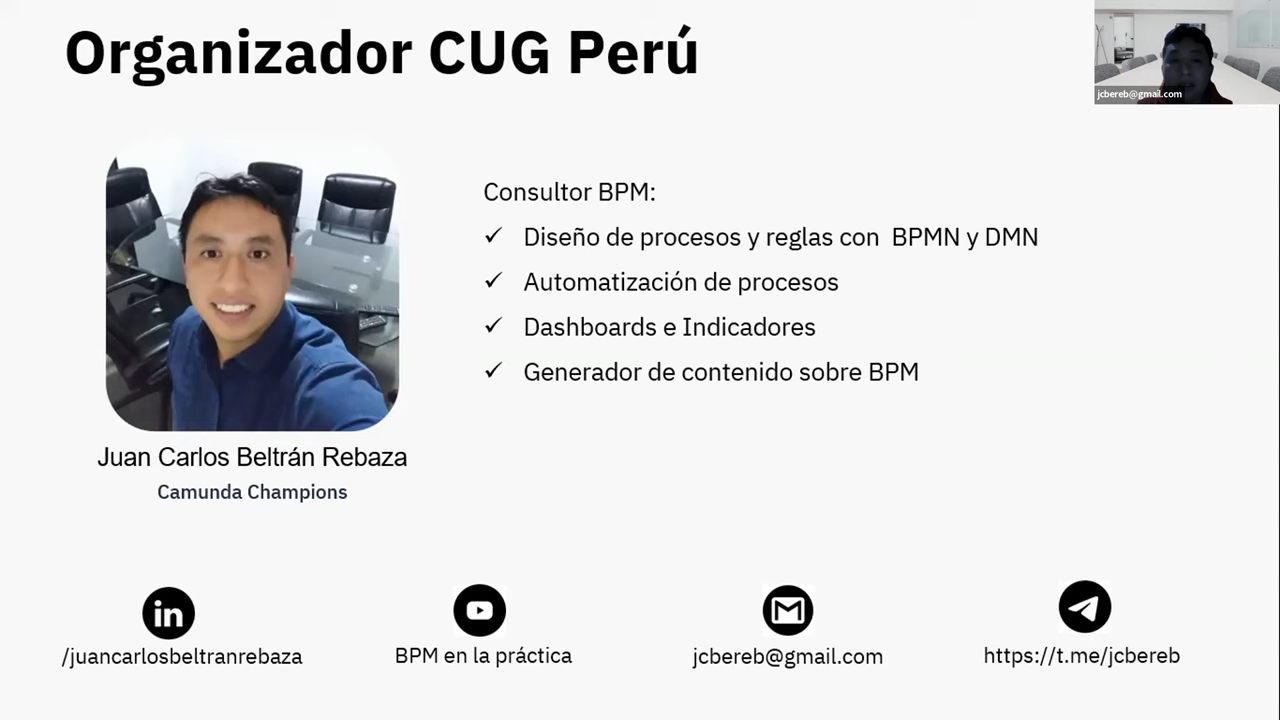 Organizador CUG Perú
jcbereb@gmail.com
Consultor BPM:
✓ Diseño de procesos y reglas con BPMN y DMN
✓ Automatización de procesos
✓ Dashboards e Indicadores
✓ Generador de contenido sobre BPM
Juan Carlos Beltrán Rebaza
Camunda Champions
in
/juancarlosbeltranrebaza
BPM en la práctica
jcbereb@gmail.com
https://t.me/jcbereb